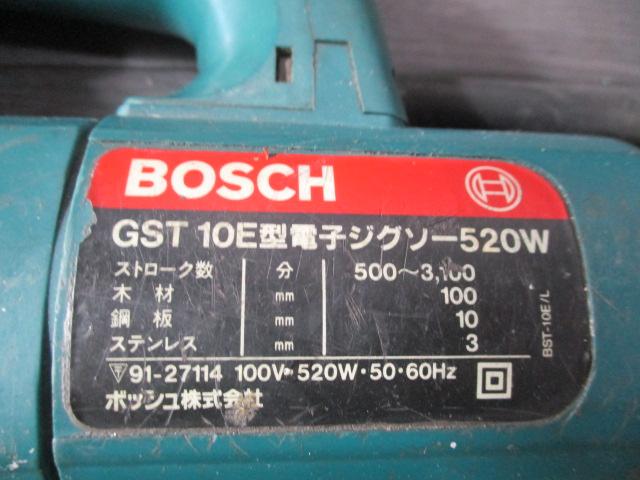 BOSCH
GST 10E型電子ジグソー520W
ストローク数 分 500～3,100
木材 mm 100
鋼板 mm 10
ステンレス mm 3
91-27114 100V~520W・50・60Hz
ボッシュ株式会社
BST-10E/L